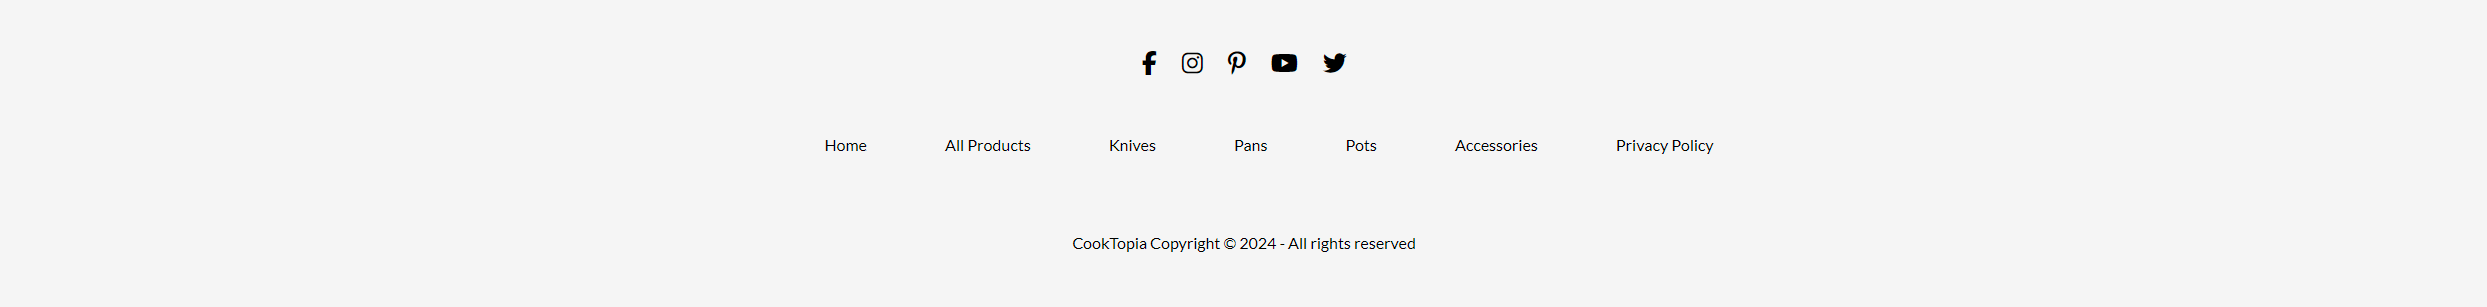 Home All Products Knives Pans Pots Accessories Privacy Policy
CookTopia Copyright © 2024 - All rights reserved